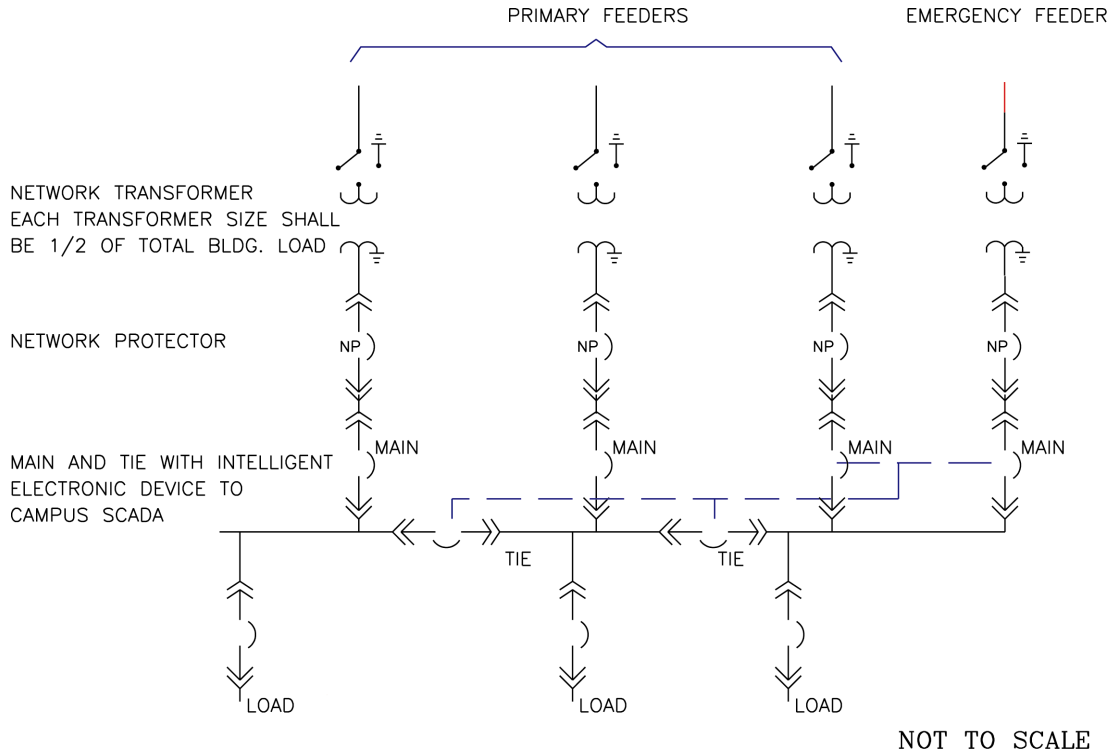 PRIMARY FEEDERS
EMERGENCY FEEDER
NETWORK TRANSFORMER
EACH TRANSFORMER SIZE SHALL
BE 1/2 OF TOTAL BLDG. LOAD
NETWORK PROTECTOR
NP
NP
NP
NP
MAIN
MAIN
MAIN
MAIN
MAIN AND TIE WITH INTELLIGENT
ELECTRONIC DEVICE TO
CAMPUS SCADA
TIE
TIE
LOAD
LOAD
LOAD
NOT TO SCALE